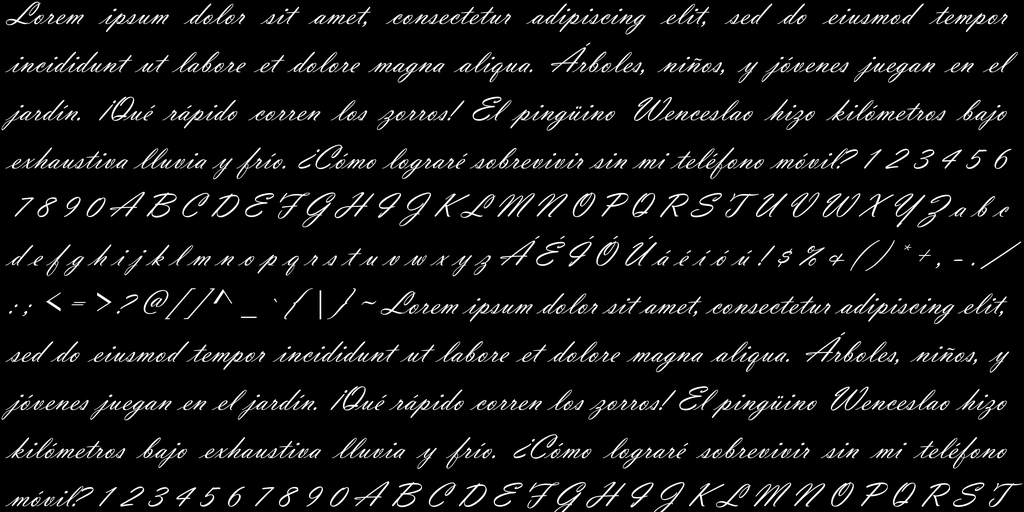 Lorem ipsum dolor sit amet, consectetur adipiscing elit, sed do eiusmod tempor
incididunt ut labore et dolore magna aliqua. Árboles, niños, y jóvenes juegan en el
jardín. ¡Qué rápido corren los zorros! El pingüino Wenceslao hizo kilómetros bajo
exhaustiva lluvia y frío. ¿Cómo lograré sobrevivir sin mi teléfono móvil? 1 2 3 4 5 6
7 8 9 0 A B C D E F G H I J K L M N O P Q R S T U V W X Y Z a b c
d e f g h i j k l m n o p q r s t u v w x y z Á É Í Ó Ú á é í ó ú ! $ % & ( ) * + , - . /
: ; < = > ? @ [ ] ^ _ ` { | } ~ Lorem ipsum dolor sit amet, consectetur adipiscing elit,
sed do eiusmod tempor incididunt ut labore et dolore magna aliqua. Árboles, niños, y
jóvenes juegan en el jardín. ¡Qué rápido corren los zorros! El pingüino Wenceslao hizo
kilómetros bajo exhaustiva lluvia y frío. ¿Cómo lograré sobrevivir sin mi teléfono
móvil? 1 2 3 4 5 6 7 8 9 0 A B C D E F G H I J K L M N O P Q R S T